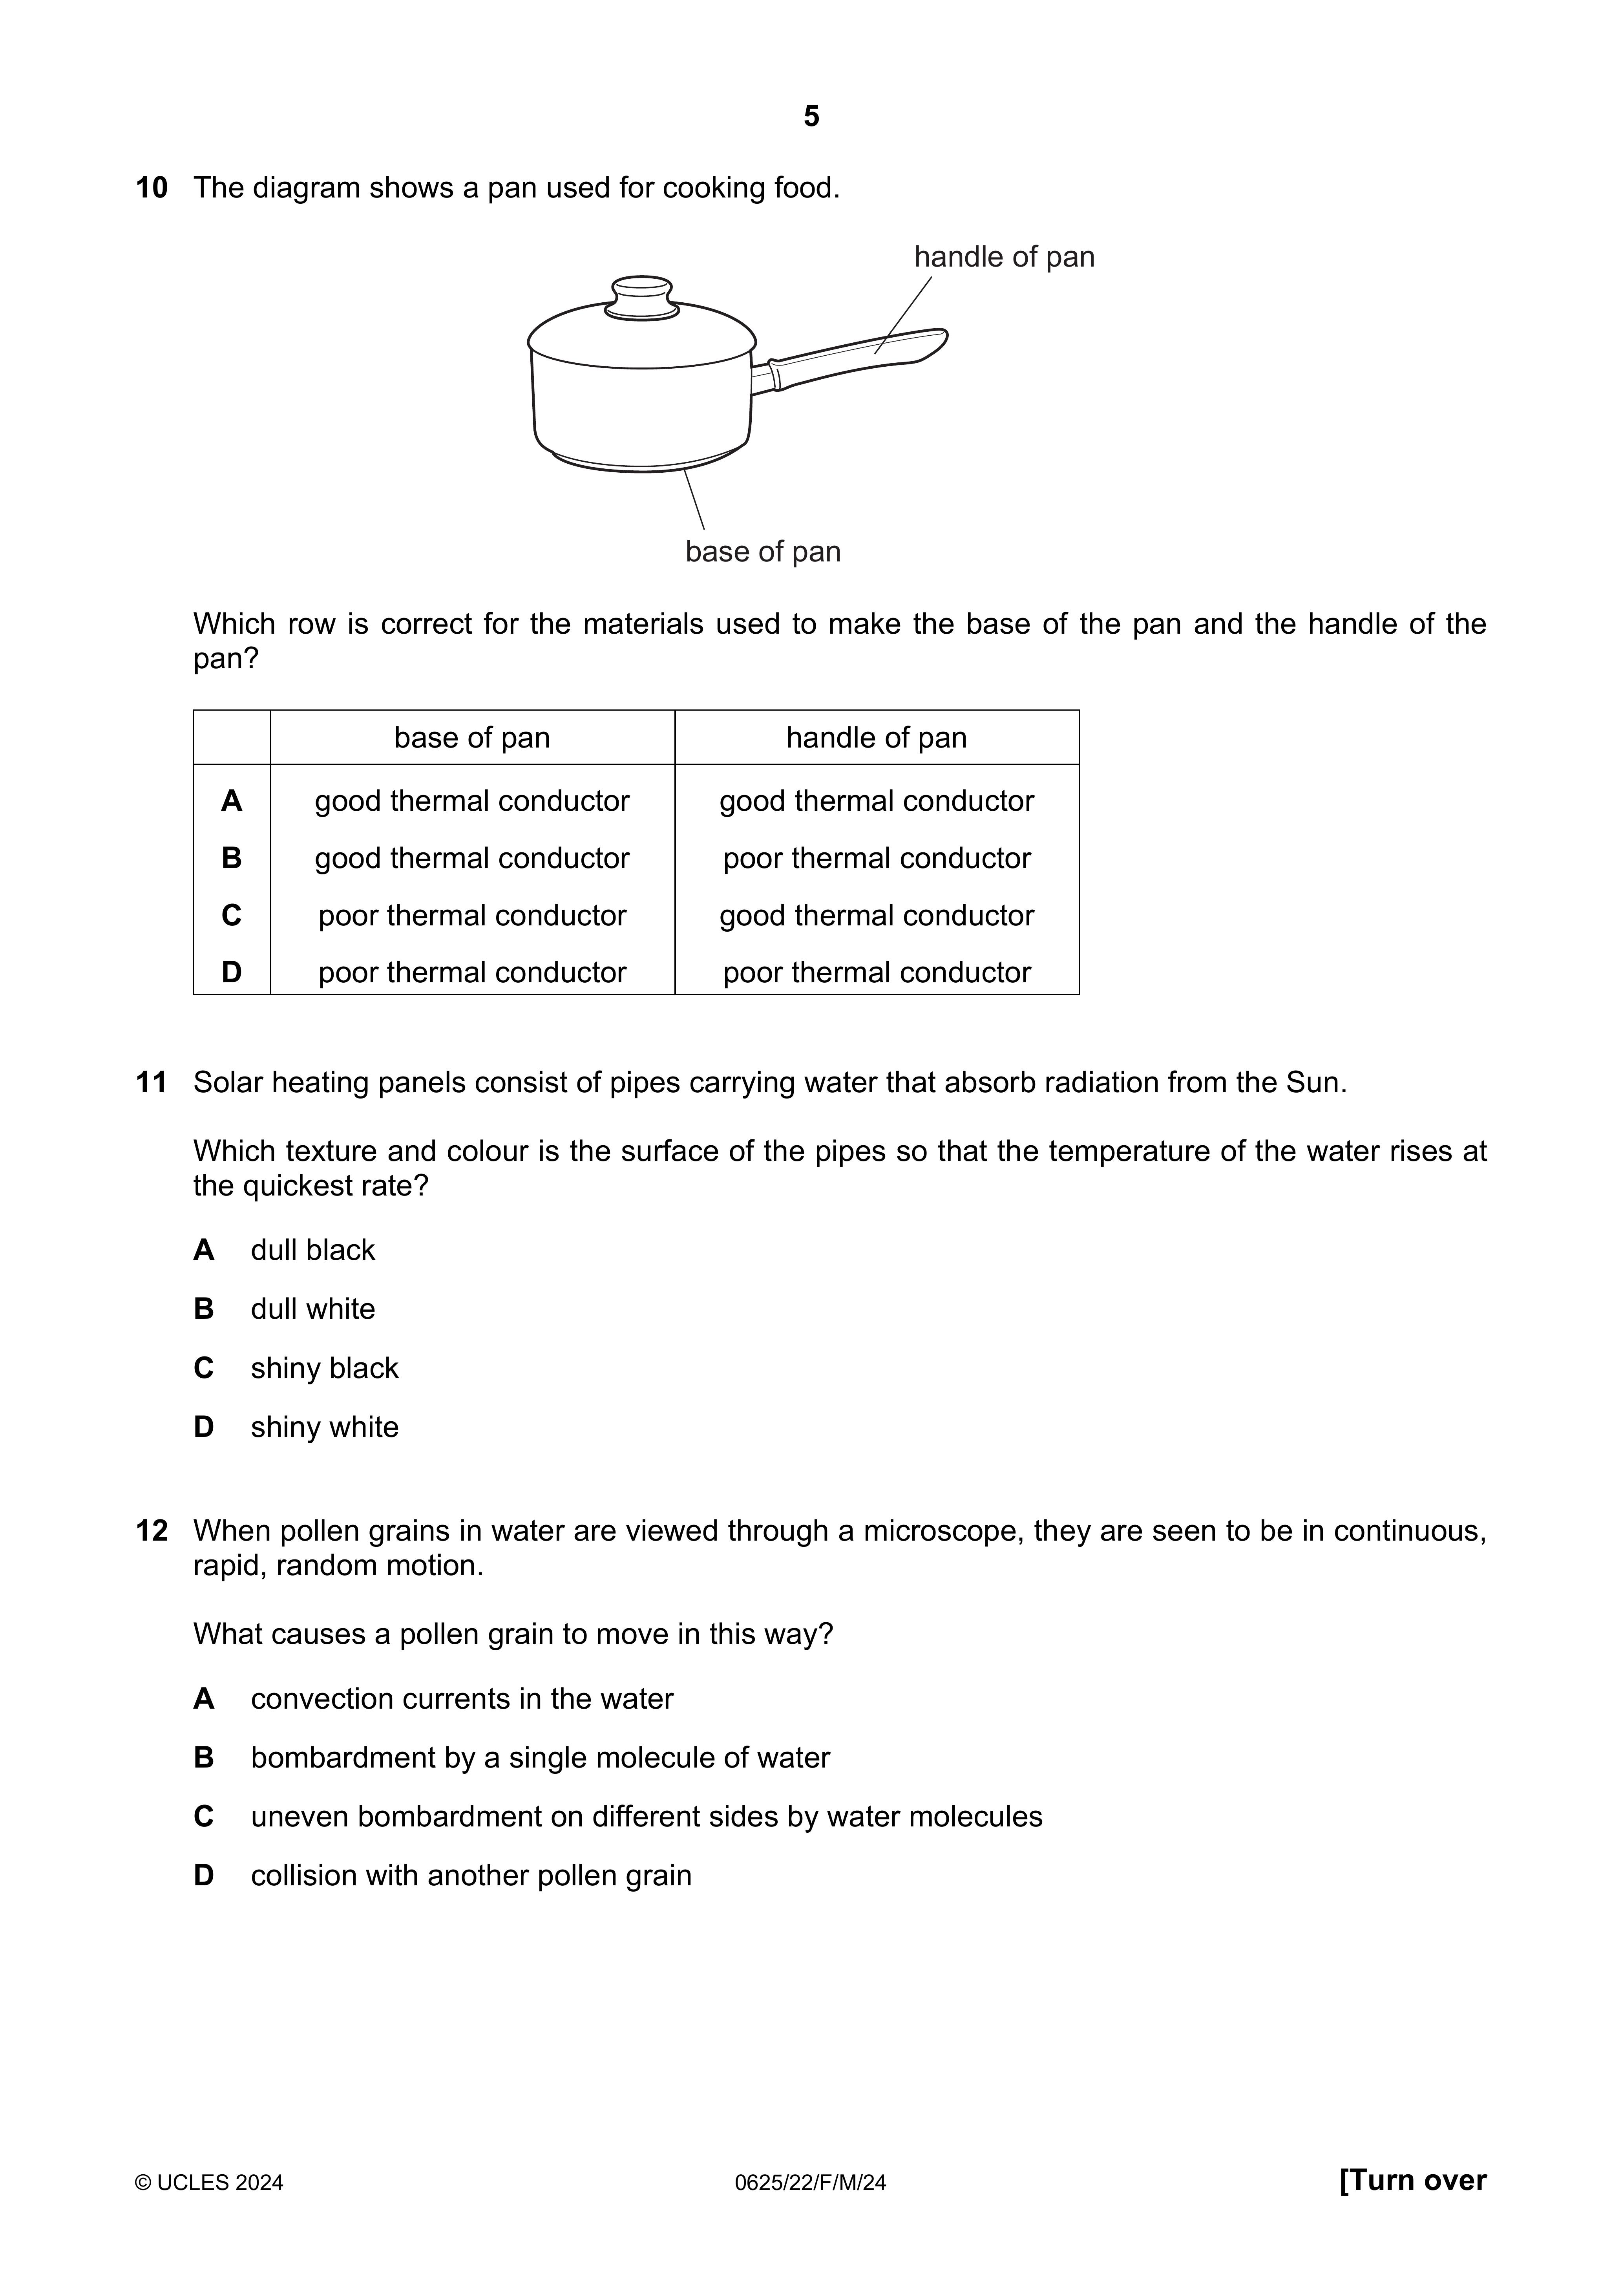 5
10 The diagram shows a pan used for cooking food.
handle of pan
base of pan
Which row is correct for the materials used to make the base of the pan and the handle of the
pan?
base of pan handle of pan
A good thermal conductor good thermal conductor
B good thermal conductor poor thermal conductor
C poor thermal conductor good thermal conductor
D poor thermal conductor poor thermal conductor
11 Solar heating panels consist of pipes carrying water that absorb radiation from the Sun.
Which texture and colour is the surface of the pipes so that the temperature of the water rises at
the quickest rate?
A dull black
B dull white
C shiny black
D shiny white
12 When pollen grains in water are viewed through a microscope, they are seen to be in continuous,
rapid, random motion.
What causes a pollen grain to move in this way?
A convection currents in the water
B bombardment by a single molecule of water
C uneven bombardment on different sides by water molecules
D collision with another pollen grain
© UCLES 2024 0625/22/F/M/24 [Turn over